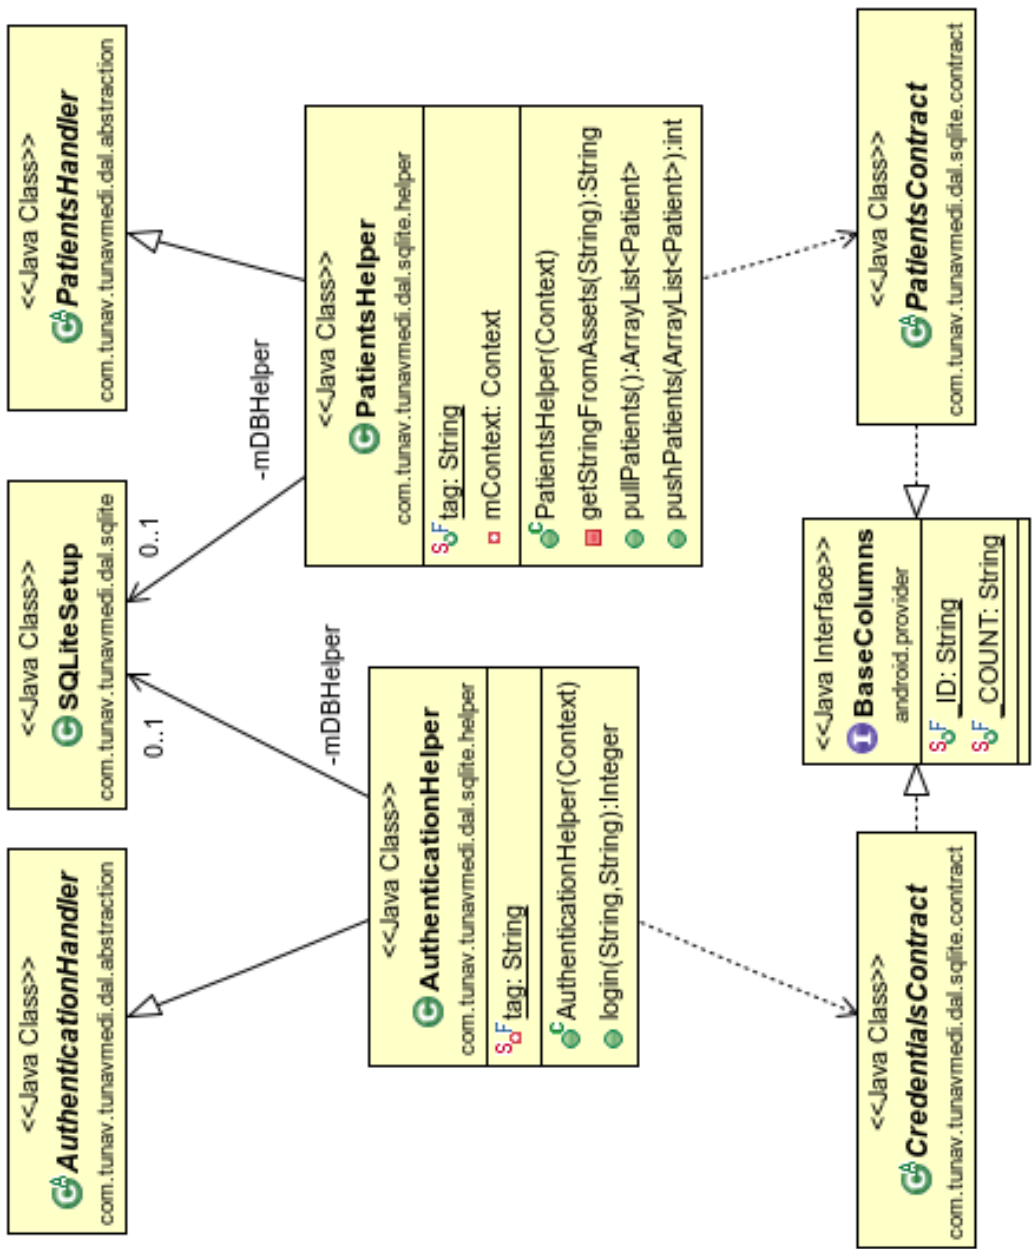 <<Java Class>>
AuthenticationHandler
com.tunav.tunavmedi.dal.abstraction
<<Java Class>>
SQLiteSetup
com.tunav.tunavmedi.dal.sqlite
<<Java Class>>
PatientsHandler
com.tunav.tunavmedi.dal.abstraction
0..1
0..1
-mDBHelper
-mDBHelper
<<Java Class>>
AuthenticationHelper
com.tunav.tunavmedi.dal.sqlite.helper
tag: String
AuthenticationHelper(Context)
login(String,String):Integer
<<Java Class>>
PatientsHelper
com.tunav.tunavmedi.dal.sqlite.helper
tag: String
mContext: Context
PatientsHelper(Context)
getStringFromAssets(String):String
pullPatients():ArrayList<Patient>
pushPatients(ArrayList<Patient>):int
<<Java Class>>
CredentialsContract
com.tunav.tunavmedi.dal.sqlite.contract
<<Java Interface>>
BaseColumns
android.provider
_ID: String
_COUNT: String
<<Java Class>>
PatientsContract
com.tunav.tunavmedi.dal.sqlite.contract